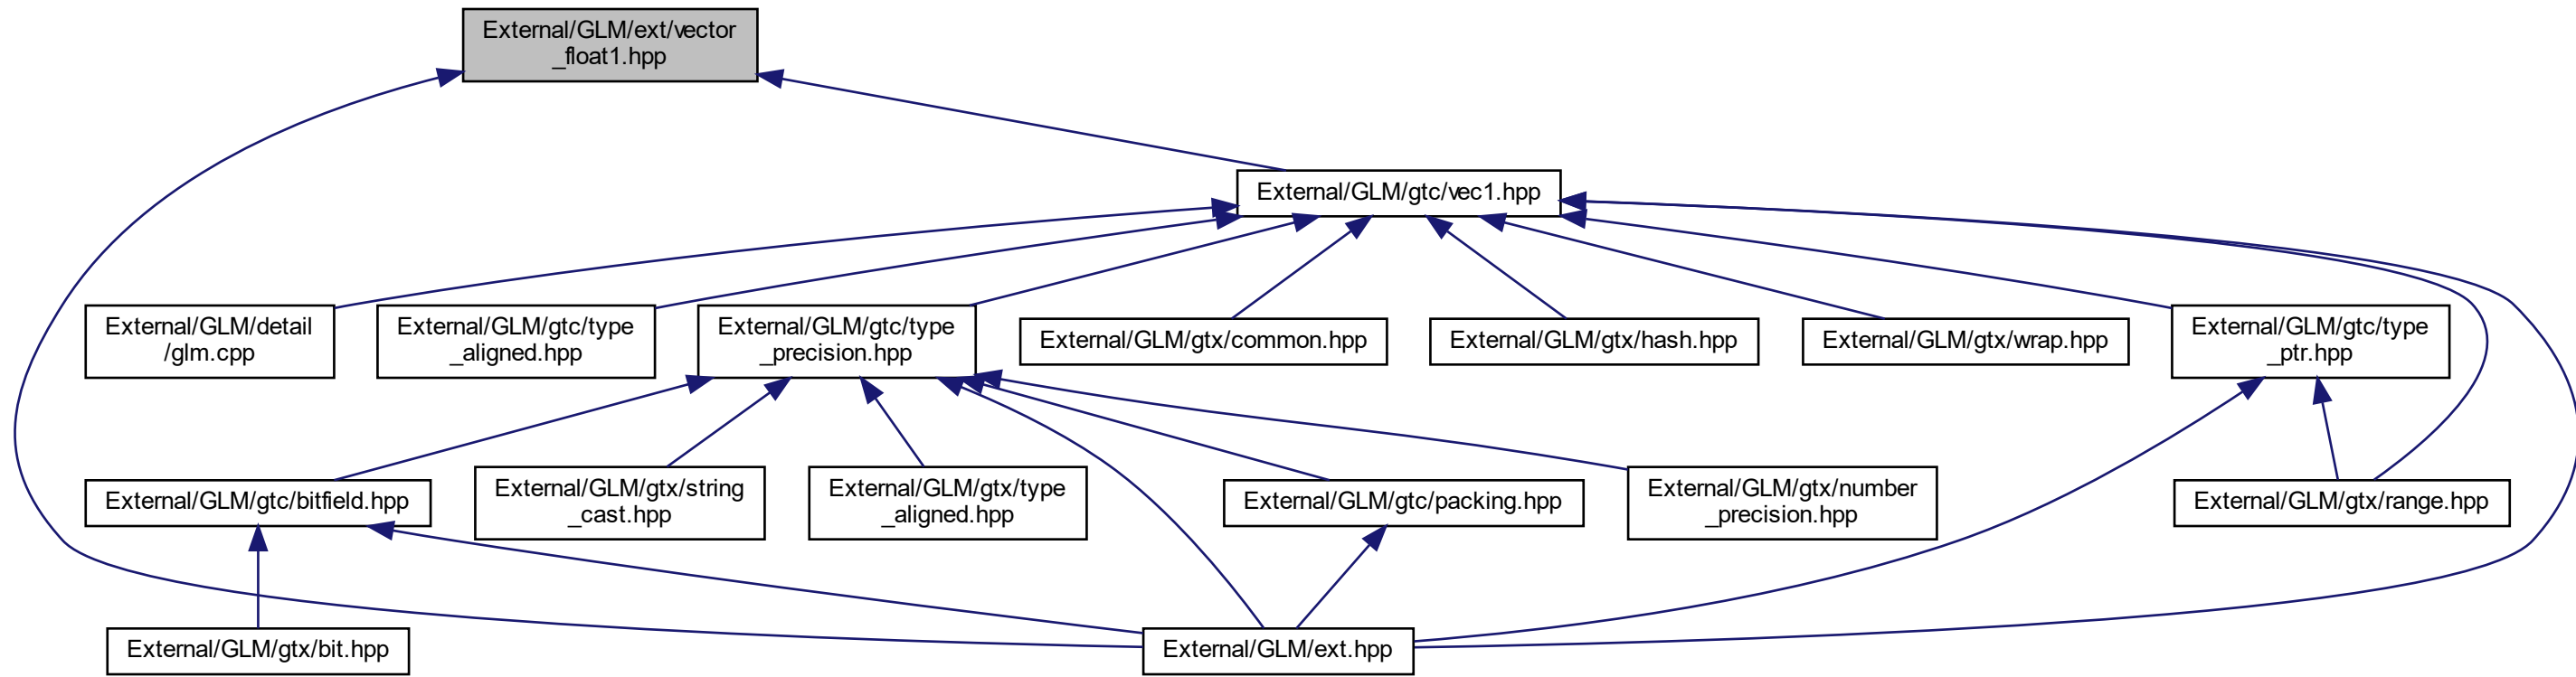 External/GLM/ext/vector
_float1.hpp
External/GLM/gtc/vec1.hpp
External/GLM/detail
/glm.cpp
External/GLM/gtc/type
_aligned.hpp
External/GLM/gtc/type
_precision.hpp
External/GLM/gtx/common.hpp
External/GLM/gtx/hash.hpp
External/GLM/gtx/wrap.hpp
External/GLM/gtc/type
_ptr.hpp
External/GLM/gtc/bitfield.hpp
External/GLM/gtx/string
_cast.hpp
External/GLM/gtx/type
_aligned.hpp
External/GLM/gtc/packing.hpp
External/GLM/gtx/number
_precision.hpp
External/GLM/gtx/range.hpp
External/GLM/gtx/bit.hpp
External/GLM/ext.hpp